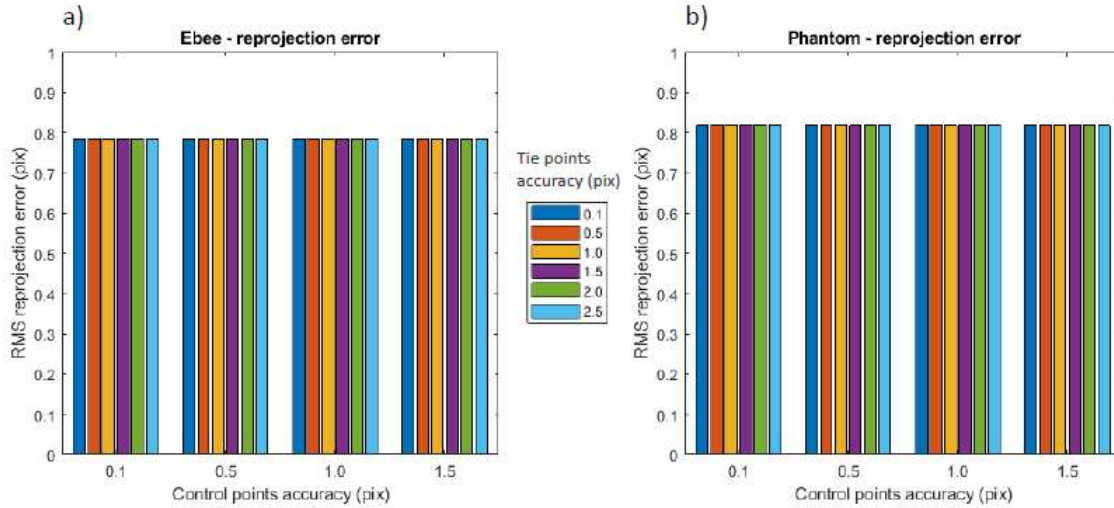 a)
Ebee - reprojection error
1
0.9
0.8
0.7
0.6
0.5
0.4
0.3
0.2
0.1
0
RMS reprojection error (pix)
0.1 0.5 1.0 1.5
Control points accuracy (pix)
Tie points
accuracy (pix)
0.1
0.5
1.0
1.5
2.0
2.5
b)
Phantom - reprojection error
1
0.9
0.8
0.7
0.6
0.5
0.4
0.3
0.2
0.1
0
RMS reprojection error (pix)
0.1 0.5 1.0 1.5
Control points accuracy (pix)